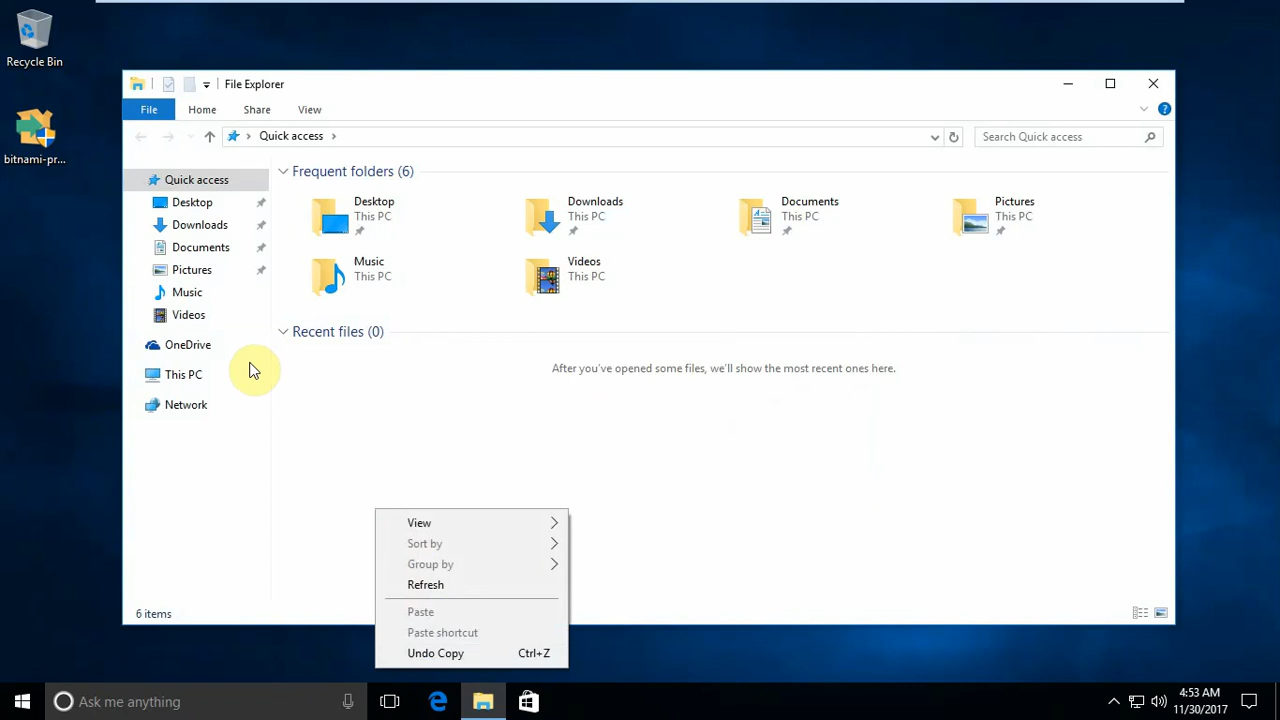 Recycle Bin
bitnami-pr...
File Explorer
File
Home
Share
View
Quick access
Search Quick access
Quick access
Desktop
Downloads
Documents
Pictures
Music
Videos
OneDrive
This PC
Network
Frequent folders (6)
Desktop
This PC
Downloads
This PC
Documents
This PC
Pictures
This PC
Music
This PC
Videos
This PC
Recent files (0)
After you've opened some files, we'll show the most recent ones here.
View
Sort by
Group by
Refresh
Paste
Paste shortcut
Undo Copy Ctrl+Z
6 items
Ask me anything
4:53 AM
11/30/2017